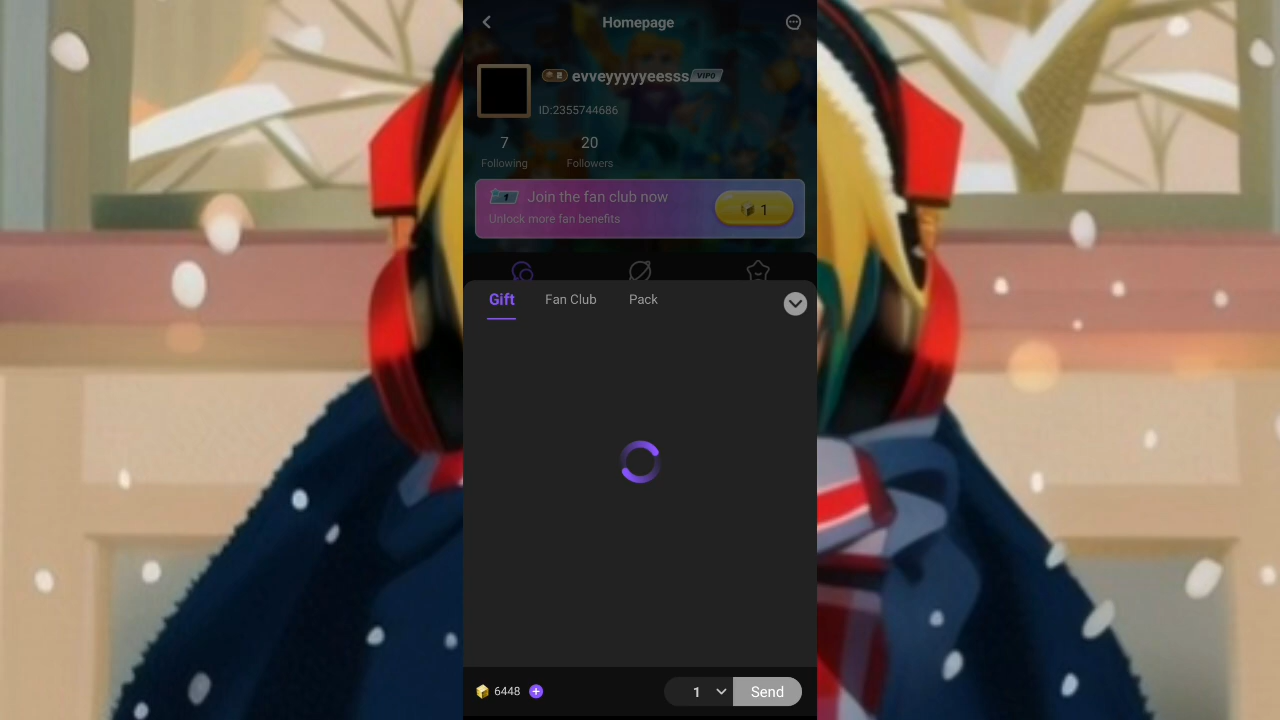 Homepage
evveyyyyyeesss VIP0
ID:2355744686
7 20
Following Followers
1 Join the fan club now
Unlock more fan benefits
1
Gift Fan Club Pack
6448 1 Send